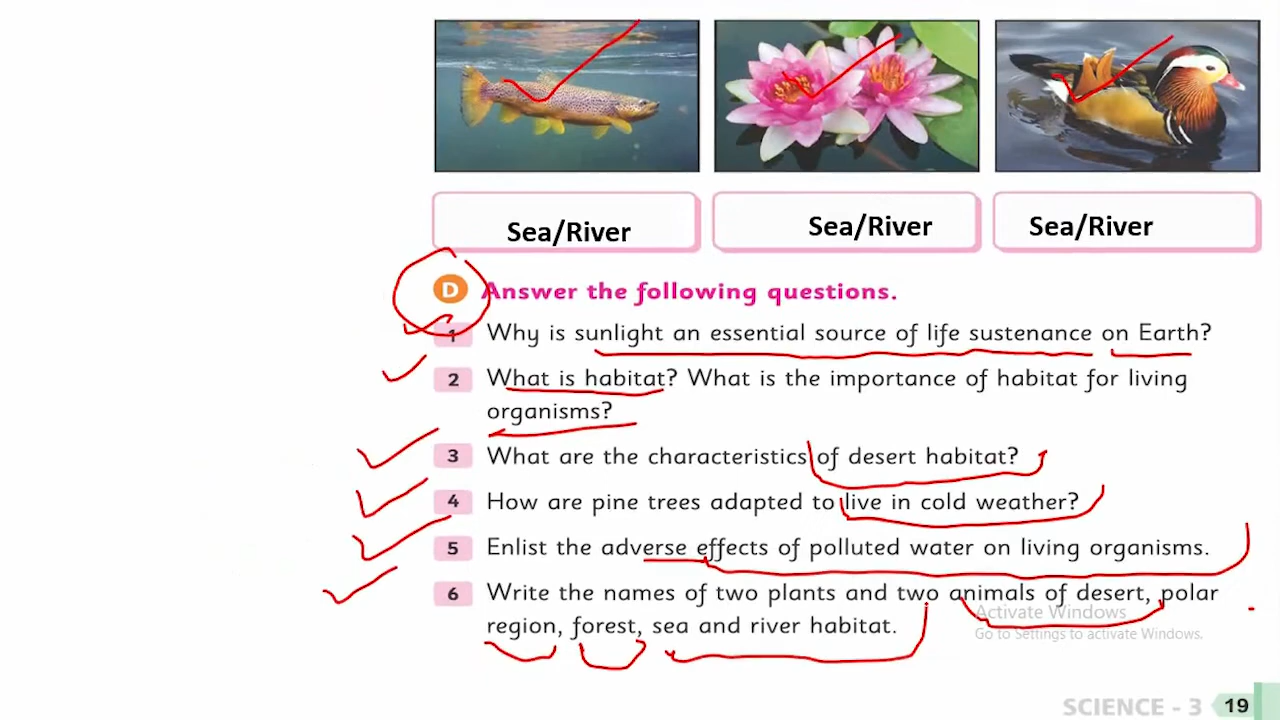 Sea/River
Sea/River
Sea/River
D Answer the following questions.
1 Why is sunlight an essential source of life sustenance on Earth?
2 What is habitat? What is the importance of habitat for living
organisms?
3 What are the characteristics of desert habitat?
4 How are pine trees adapted to live in cold weather?
5 Enlist the adverse effects of polluted water on living organisms.
6 Write the names of two plants and two animals of desert, polar
region, forest, sea and river habitat.
Activate Windows
Go to Settings to activate Windows.
SCIENCE - 3 19